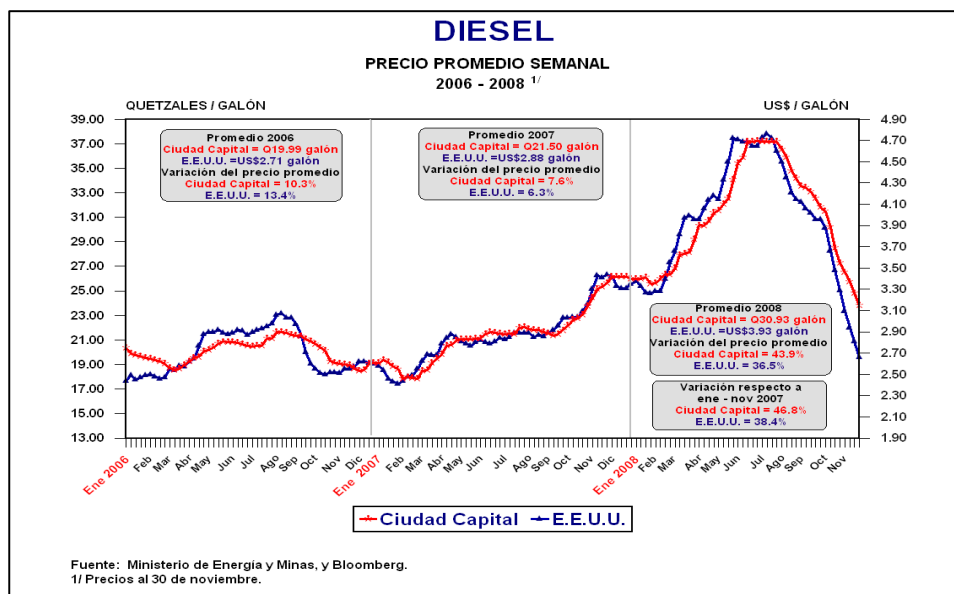 DIESEL
PRECIO PROMEDIO SEMANAL
2006 - 2008 1/
QUETZALES / GALÓN
US$ / GALÓN
39.00
37.00
35.00
33.00
31.00
29.00
27.00
25.00
23.00
21.00
19.00
17.00
15.00
13.00
Promedio 2006
Ciudad Capital = Q19.99 galón
E.E.U.U. =US$2.71 galón
Variación del precio promedio
Ciudad Capital = 10.3%
E.E.U.U. = 13.4%
Promedio 2007
Ciudad Capital = Q21.50 galón
E.E.U.U. =US$2.88 galón
Variación del precio promedio
Ciudad Capital = 7.6%
E.E.U.U. = 6.3%
Promedio 2008
Ciudad Capital = Q30.93 galón
E.E.U.U. =US$3.93 galón
Variación del precio promedio
Ciudad Capital = 43.9%
E.E.U.U. = 36.5%
Variación respecto a
ene - nov 2007
Ciudad Capital = 46.8%
E.E.U.U. = 38.4%
4.90
4.70
4.50
4.30
4.10
3.90
3.70
3.50
3.30
3.10
2.90
2.70
2.50
2.30
2.10
1.90
Ene 2006
Feb
Mar
Abr
May
Jun
Jul
Ago
Sep
Oct
Nov
Dic
Ene 2007
Feb
Mar
Abr
May
Jun
Jul
Ago
Sep
Oct
Nov
Dic
Ene 2008
Feb
Mar
Abr
May
Jun
Jul
Ago
Sep
Oct
Nov
Ciudad Capital
E.E.U.U.
Fuente: Ministerio de Energía y Minas, y Bloomberg.
1/ Precios al 30 de noviembre.